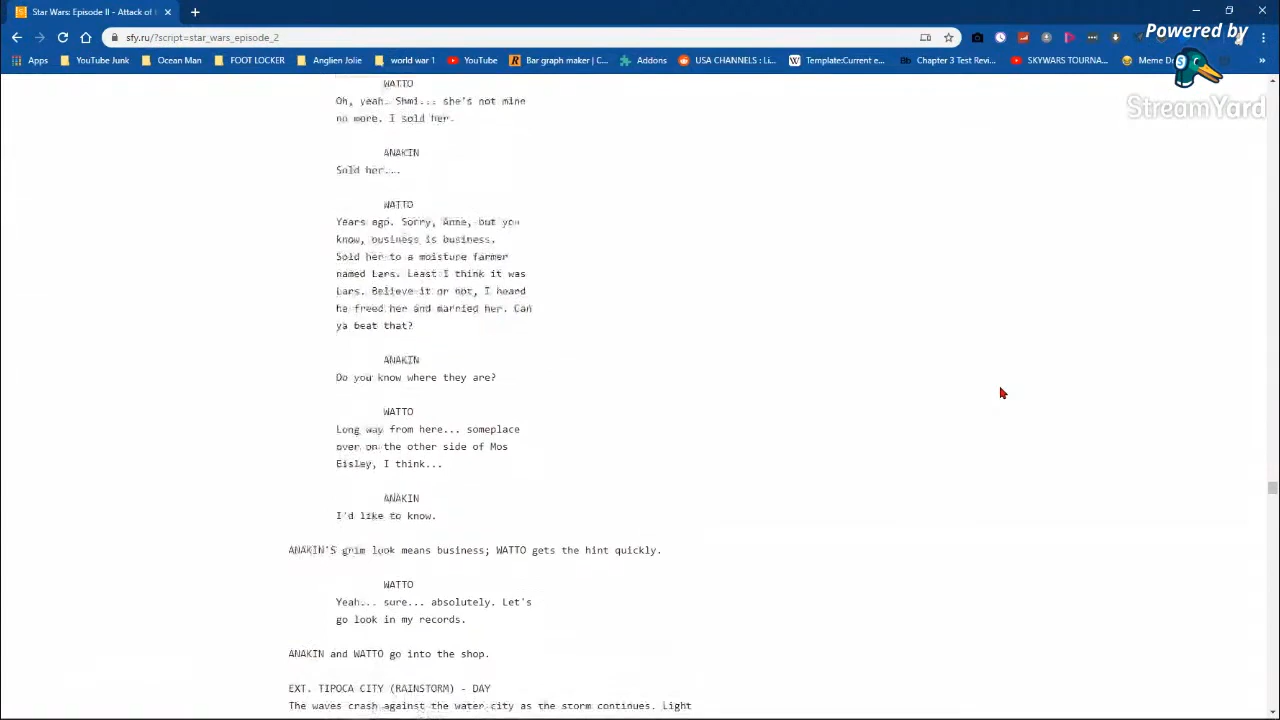 Star Wars: Episode II - Attack of
sfy.ru/?script=star_wars_episode_2
Powered by
Apps
YouTube Junk
Ocean Man
FOOT LOCKER
Anglien Jolie
world war 1
YouTube
Bar graph maker | C...
Addons
USA CHANNELS : Li...
Template:Current e...
Chapter 3 Test Revi...
SKYWARS TOURNA...
Meme De
StreamYard
WATTO
Oh, yeah. Shmi... she's not mine
no more. I sold her.
ANAKIN
Sold her...
WATTO
Years ago. Sorry, Anne, but you
know, business is business.
Sold her to a moisture farmer
named Lars. Least I think it was
Lars. Believe it or not, I heard
he freed her and married her. Can
ya beat that?
ANAKIN
Do you know where they are?
WATTO
Long way from here... someplace
over on the other side of Mos
Eisley, I think...
ANAKIN
I'd like to know.
ANAKIN'S grim look means business; WATTO gets the hint quickly.
WATTO
Yeah... sure... absolutely. Let's
go look in my records.
ANAKIN and WATTO go into the shop.
EXT. TIPOCA CITY (RAINSTORM) - DAY
The waves crash against the water city as the storm continues. Light